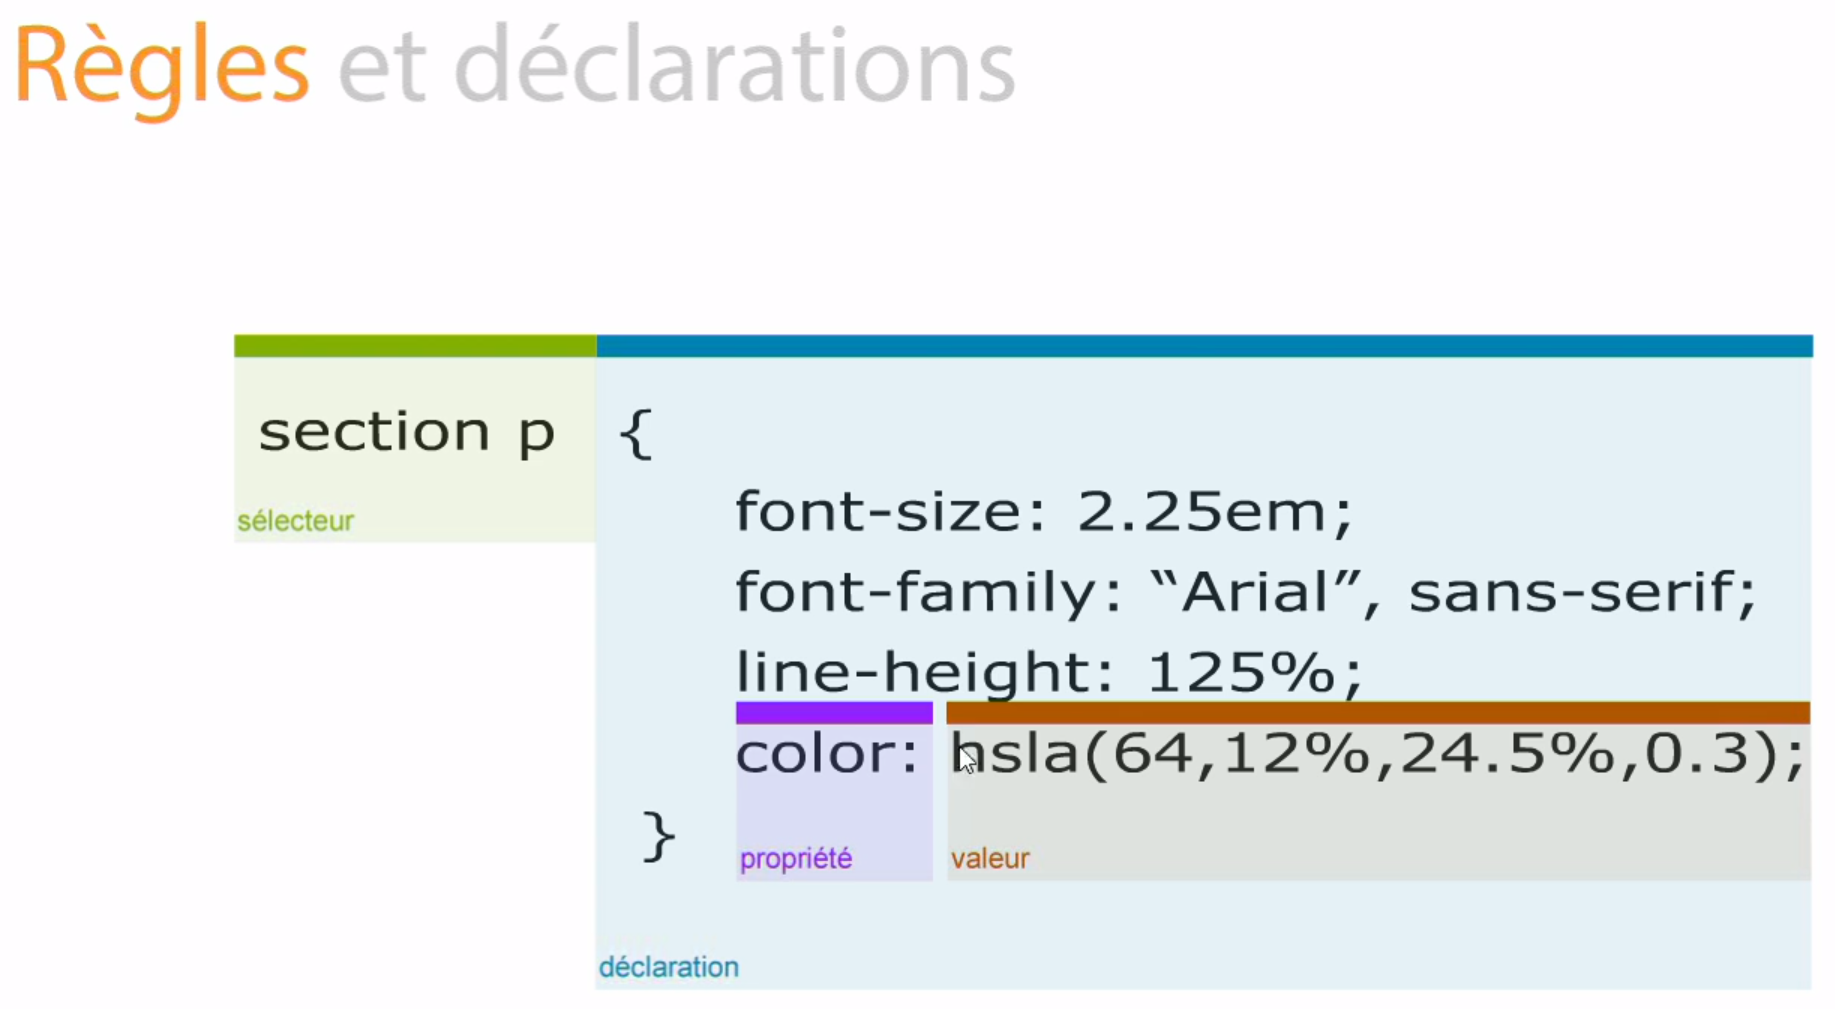 Règles et déclarations
section p {
sélecteur
font-size: 2.25em;
font-family: “Arial”, sans-serif;
line-height: 125%;
color: hsla(64,12%,24.5%,0.3);
}
propriété valeur
déclaration